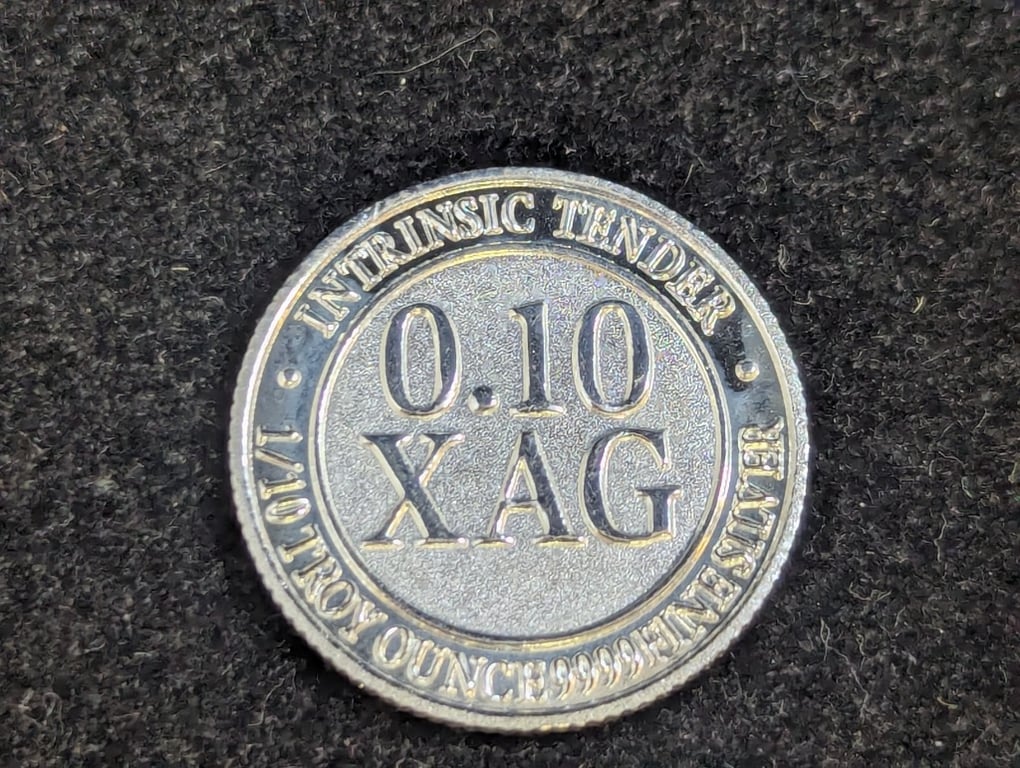 INTRINSIC TENDER
0.10
XAG
1/10 TROY OUNCE 9999 FINE SILVER